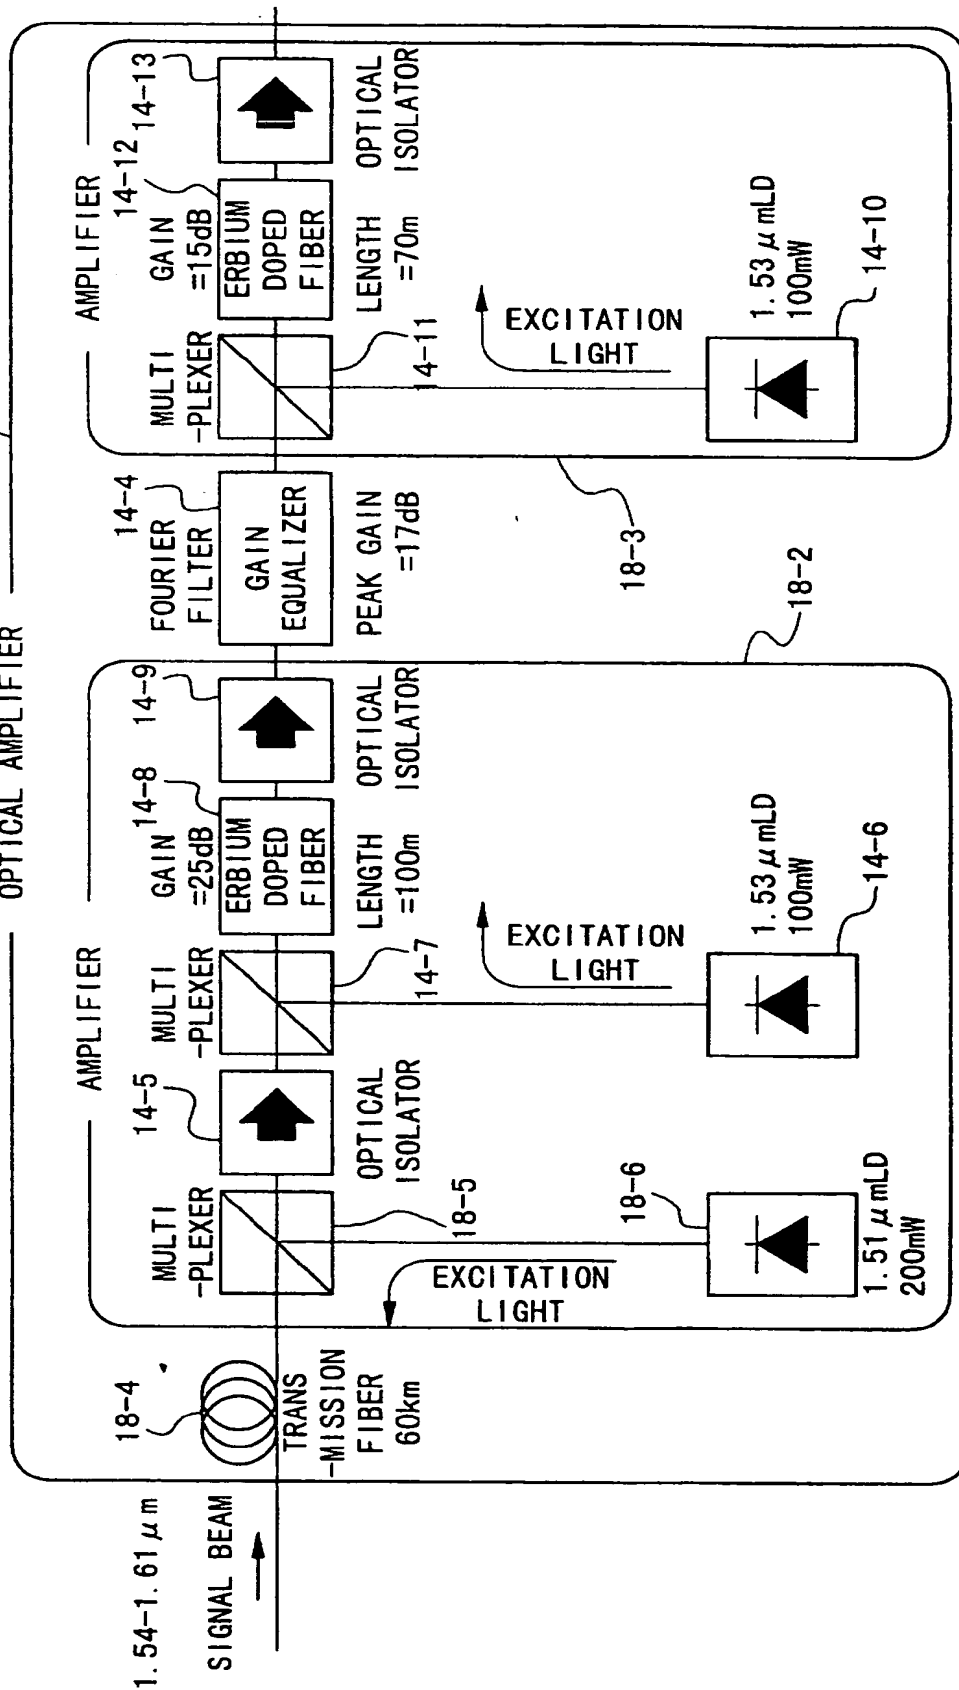 OPTICAL AMPLIFIER
1.54-1.61 μm
SIGNAL BEAM
18-4
TRANS
-MISSION
FIBER
60km
AMPLIFIER
MULTI
-PLEXER
18-5
EXCITATION
LIGHT
18-6
1.51 μmLD
200mW
14-5
OPTICAL
ISOLATOR
MULTI
-PLEXER
14-7
EXCITATION
LIGHT
1.53 μmLD
100mW
14-6
GAIN
=25dB
14-8
ERBIUM
DOPED
FIBER
LENGTH
=100m
14-9
OPTICAL
ISOLATOR
18-2
FOURIER
FILTER
14-4
GAIN
EQUALIZER
PEAK GAIN
=17dB
18-3
AMPLIFIER
MULTI
-PLEXER
14-11
EXCITATION
LIGHT
1.53 μmLD
100mW
14-10
GAIN
=15dB
14-12
ERBIUM
DOPED
FIBER
LENGTH
=70m
14-13
OPTICAL
ISOLATOR